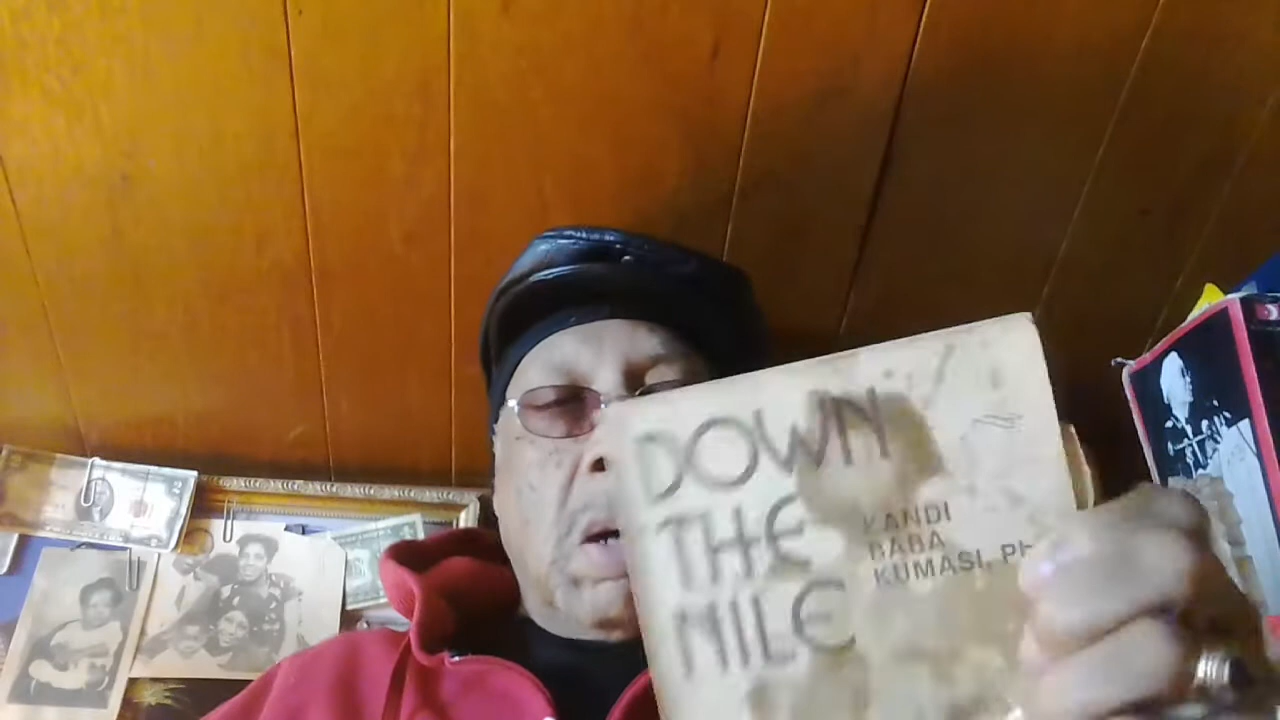 DOWN
THE
NILE
KANDI
BABA
KUMASI, PH